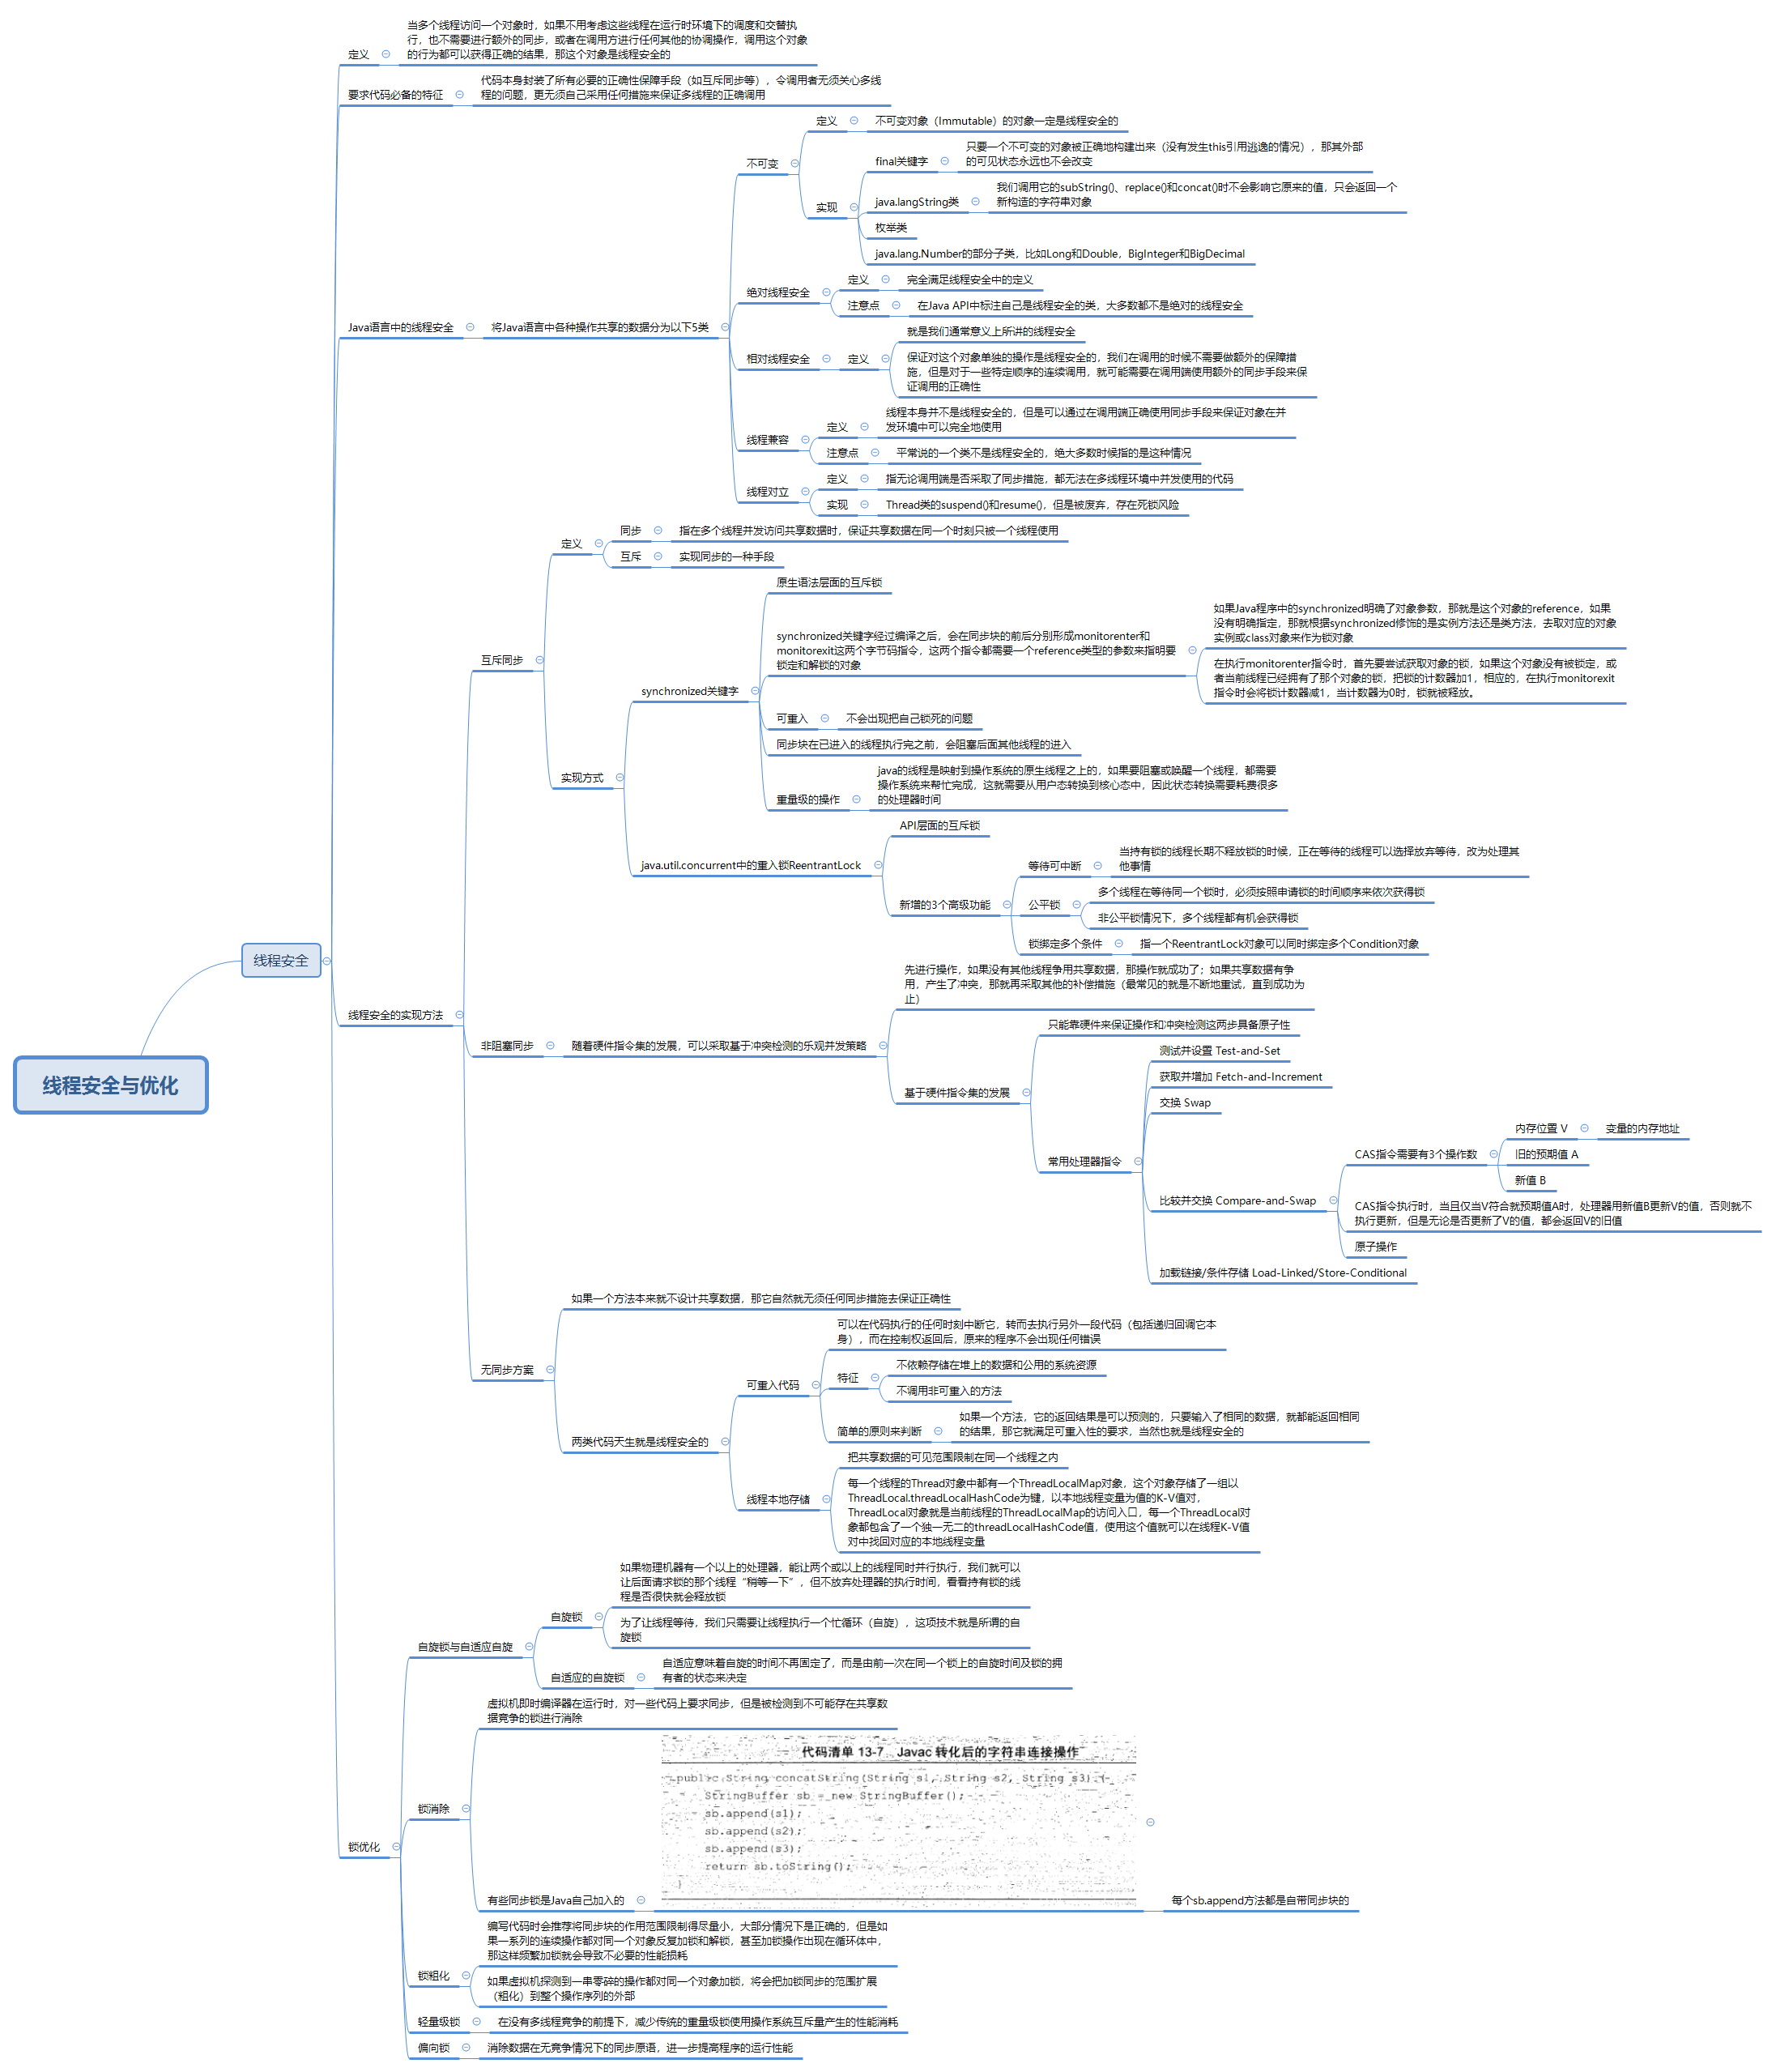 线程安全与优化
线程安全
定义
当多个线程访问一个对象时，如果不用考虑这些线程在运行时环境下的调度和交替执
行，也不需要进行额外的同步，或者在调用方进行任何其他的协调操作，调用这个对象
的行为都可以获得正确的结果，那这个对象是线程安全的
要求代码必备的特征
代码本身封装了所有必要的正确性保障手段（如互斥同步等），令调用者无须关心多线
程的问题，更无须自己采用任何措施来保证多线程的正确调用
Java语言中的线程安全
将Java语言中各种操作共享的数据分为以下5类
不可变
定义
不可变对象（Immutable）的对象一定是线程安全的
实现
final关键字
只要一个不可变的对象被正确地构建出来（没有发生this引用逃逸的情况），那其外部
的可见状态永远也不会改变
java.langString类
我们调用它的subString()、replace()和concat()时不会影响它原来的值，只会返回一个
新构造的字符串对象
枚举类
java.lang.Number的部分子类，比如Long和Double，BigInteger和BigDecimal
绝对线程安全
定义
完全满足线程安全中的定义
注意点
在Java API中标注自己是线程安全的类，大多数都不是绝对的线程安全
相对线程安全
定义
就是我们通常意义上所讲的线程安全
保证对这个对象单独的操作是线程安全的，我们在调用的时候不需要做额外的保障措
施，但是对于一些特定顺序的连续调用，就可能需要在调用端使用额外的同步手段来保
证调用的正确性
线程兼容
定义
线程本身并不是线程安全的，但是可以通过在调用端正确使用同步手段来保证对象在并
发环境中可以完全地使用
注意点
平常说的一个类不是线程安全的，绝大多数时候指的是这种情况
线程对立
定义
指无论调用端是否采取了同步措施，都无法在多线程环境中并发使用的代码
实现
Thread类的suspend()和resume()，但是被废弃，存在死锁风险
线程安全的实现方法
互斥同步
定义
同步
指在多个线程并发访问共享数据时，保证共享数据在同一个时刻只被一个线程使用
互斥
实现同步的一种手段
实现方式
synchronized关键字
原生语法层面的互斥锁
synchronized关键字经过编译之后，会在同步块的前后分别形成monitorenter和
monitorexit这两个字节码指令，这两个指令都需要一个reference类型的参数来指明要
锁定和解锁的对象
如果Java程序中的synchronized明确了对象参数，那就是这个对象的reference，如果
没有明确指定，那就根据synchronized修饰的是实例方法还是类方法，去取对应的对象
实例或class对象来作为锁对象
在执行monitorenter指令时，首先要尝试获取对象的锁，如果这个对象没有被锁定，或
者当前线程已经拥有了那个对象的锁，把锁的计数器加1，相应的，在执行monitorexit
指令时会将锁计数器减1，当计数器为0时，锁就被释放。
可重入
不会出现把自己锁死的问题
同步块在已进入的线程执行完之前，会阻塞后面其他线程的进入
重量级的操作
java的线程是映射到操作系统的原生线程之上的，如果要阻塞或唤醒一个线程，都需要
操作系统来帮忙完成，这就需要从用户态转换到核心态中，因此状态转换需要耗费很多
的处理器时间
java.util.concurrent中的重入锁ReentrantLock
API层面的互斥锁
新增的3个高级功能
等待可中断
当持有锁的线程长期不释放锁的时候，正在等待的线程可以选择放弃等待，改为处理其
他事情
公平锁
多个线程在等待同一个锁时，必须按照申请锁的时间顺序来依次获得锁
非公平锁情况下，多个线程都有机会获得锁
锁绑定多个条件
指一个ReentrantLock对象可以同时绑定多个Condition对象
非阻塞同步
随着硬件指令集的发展，可以采取基于冲突检测的乐观并发策略
先进行操作，如果没有其他线程争用共享数据，那操作就成功了；如果共享数据有争
用，产生了冲突，那就再采取其他的补偿措施（最常见的就是不断地重试，直到成功为
止）
基于硬件指令集的发展
只能靠硬件来保证操作和冲突检测这两步具备原子性
常用处理器指令
测试并设置 Test-and-Set
获取并增加 Fetch-and-Increment
交换 Swap
比较并交换 Compare-and-Swap
CAS指令需要有3个操作数
内存位置 V
变量的内存地址
旧的预期值 A
新值 B
CAS指令执行时，当且仅当V符合就预期值A时，处理器用新值B更新V的值，否则就不
执行更新，但是无论是否更新了V的值，都会返回V的旧值
原子操作
加载链接/条件存储 Load-Linked/Store-Conditional
无同步方案
如果一个方法本来就不设计共享数据，那它自然就无须任何同步措施去保证正确性
两类代码天生就是线程安全的
可重入代码
可以在代码执行的任何时刻中断它，转而去执行另外一段代码（包括递归回调它本
身），而在控制权返回后，原来的程序不会出现任何错误
特征
不依赖存储在堆上的数据和公用的系统资源
不调用非可重入的方法
简单的原则来判断
如果一个方法，它的返回结果是可以预测的，只要输入了相同的数据，就都能返回相同
的结果，那它就满足可重入性的要求，当然也就是线程安全的
线程本地存储
把共享数据的可见范围限制在同一个线程之内
每一个线程的Thread对象中都有一个ThreadLocalMap对象，这个对象存储了一组以
ThreadLocal.threadLocalHashCode为键，以本地线程变量为值的K-V值对，
ThreadLocal对象就是当前线程的ThreadLocalMap的访问入口，每一个ThreadLocal对
象都包含了一个独一无二的threadLocalHashCode值，使用这个值就可以在线程K-V值
对中找回对应的本地线程变量
锁优化
自旋锁与自适应自旋
自旋锁
如果物理机器有一个以上的处理器，能让两个或以上的线程同时并行执行，我们就可以
让后面请求锁的那个线程“稍等一下”，但不放弃处理器的执行时间，看看持有锁的线
程是否很快就会释放锁
为了让线程等待，我们只需要让线程执行一个忙循环（自旋），这项技术就是所谓的自
旋锁
自适应的自旋锁
自适应意味着自旋的时间不再固定了，而是由前一次在同一个锁上的自旋时间及锁的拥
有者的状态来决定
锁消除
虚拟机即时编译器在运行时，对一些代码上要求同步，但是被检测到不可能存在共享数
据竞争的锁进行消除
有些同步锁是Java自己加入的
代码清单 13-7 Javac 转化后的字符串连接操作
public String concatString(String s1, String s2, String s3) {
StringBuffer sb = new StringBuffer();
sb.append(s1);
sb.append(s2);
sb.append(s3);
return sb.toString();
}
每个sb.append方法都是自带同步块的
锁粗化
编写代码时会推荐将同步块的作用范围限制得尽量小，大部分情况下是正确的，但是如
果一系列的连续操作都对同一个对象反复加锁和解锁，甚至加锁操作出现在循环体中，
那这样频繁加锁就会导致不必要的性能损耗
如果虚拟机探测到一串零碎的操作都对同一个对象加锁，将会把加锁同步的范围扩展
（粗化）到整个操作序列的外部
轻量级锁
在没有多线程竞争的前提下，减少传统的重量级锁使用操作系统互斥量产生的性能消耗
偏向锁
消除数据在无竞争情况下的同步原语，进一步提高程序的运行性能